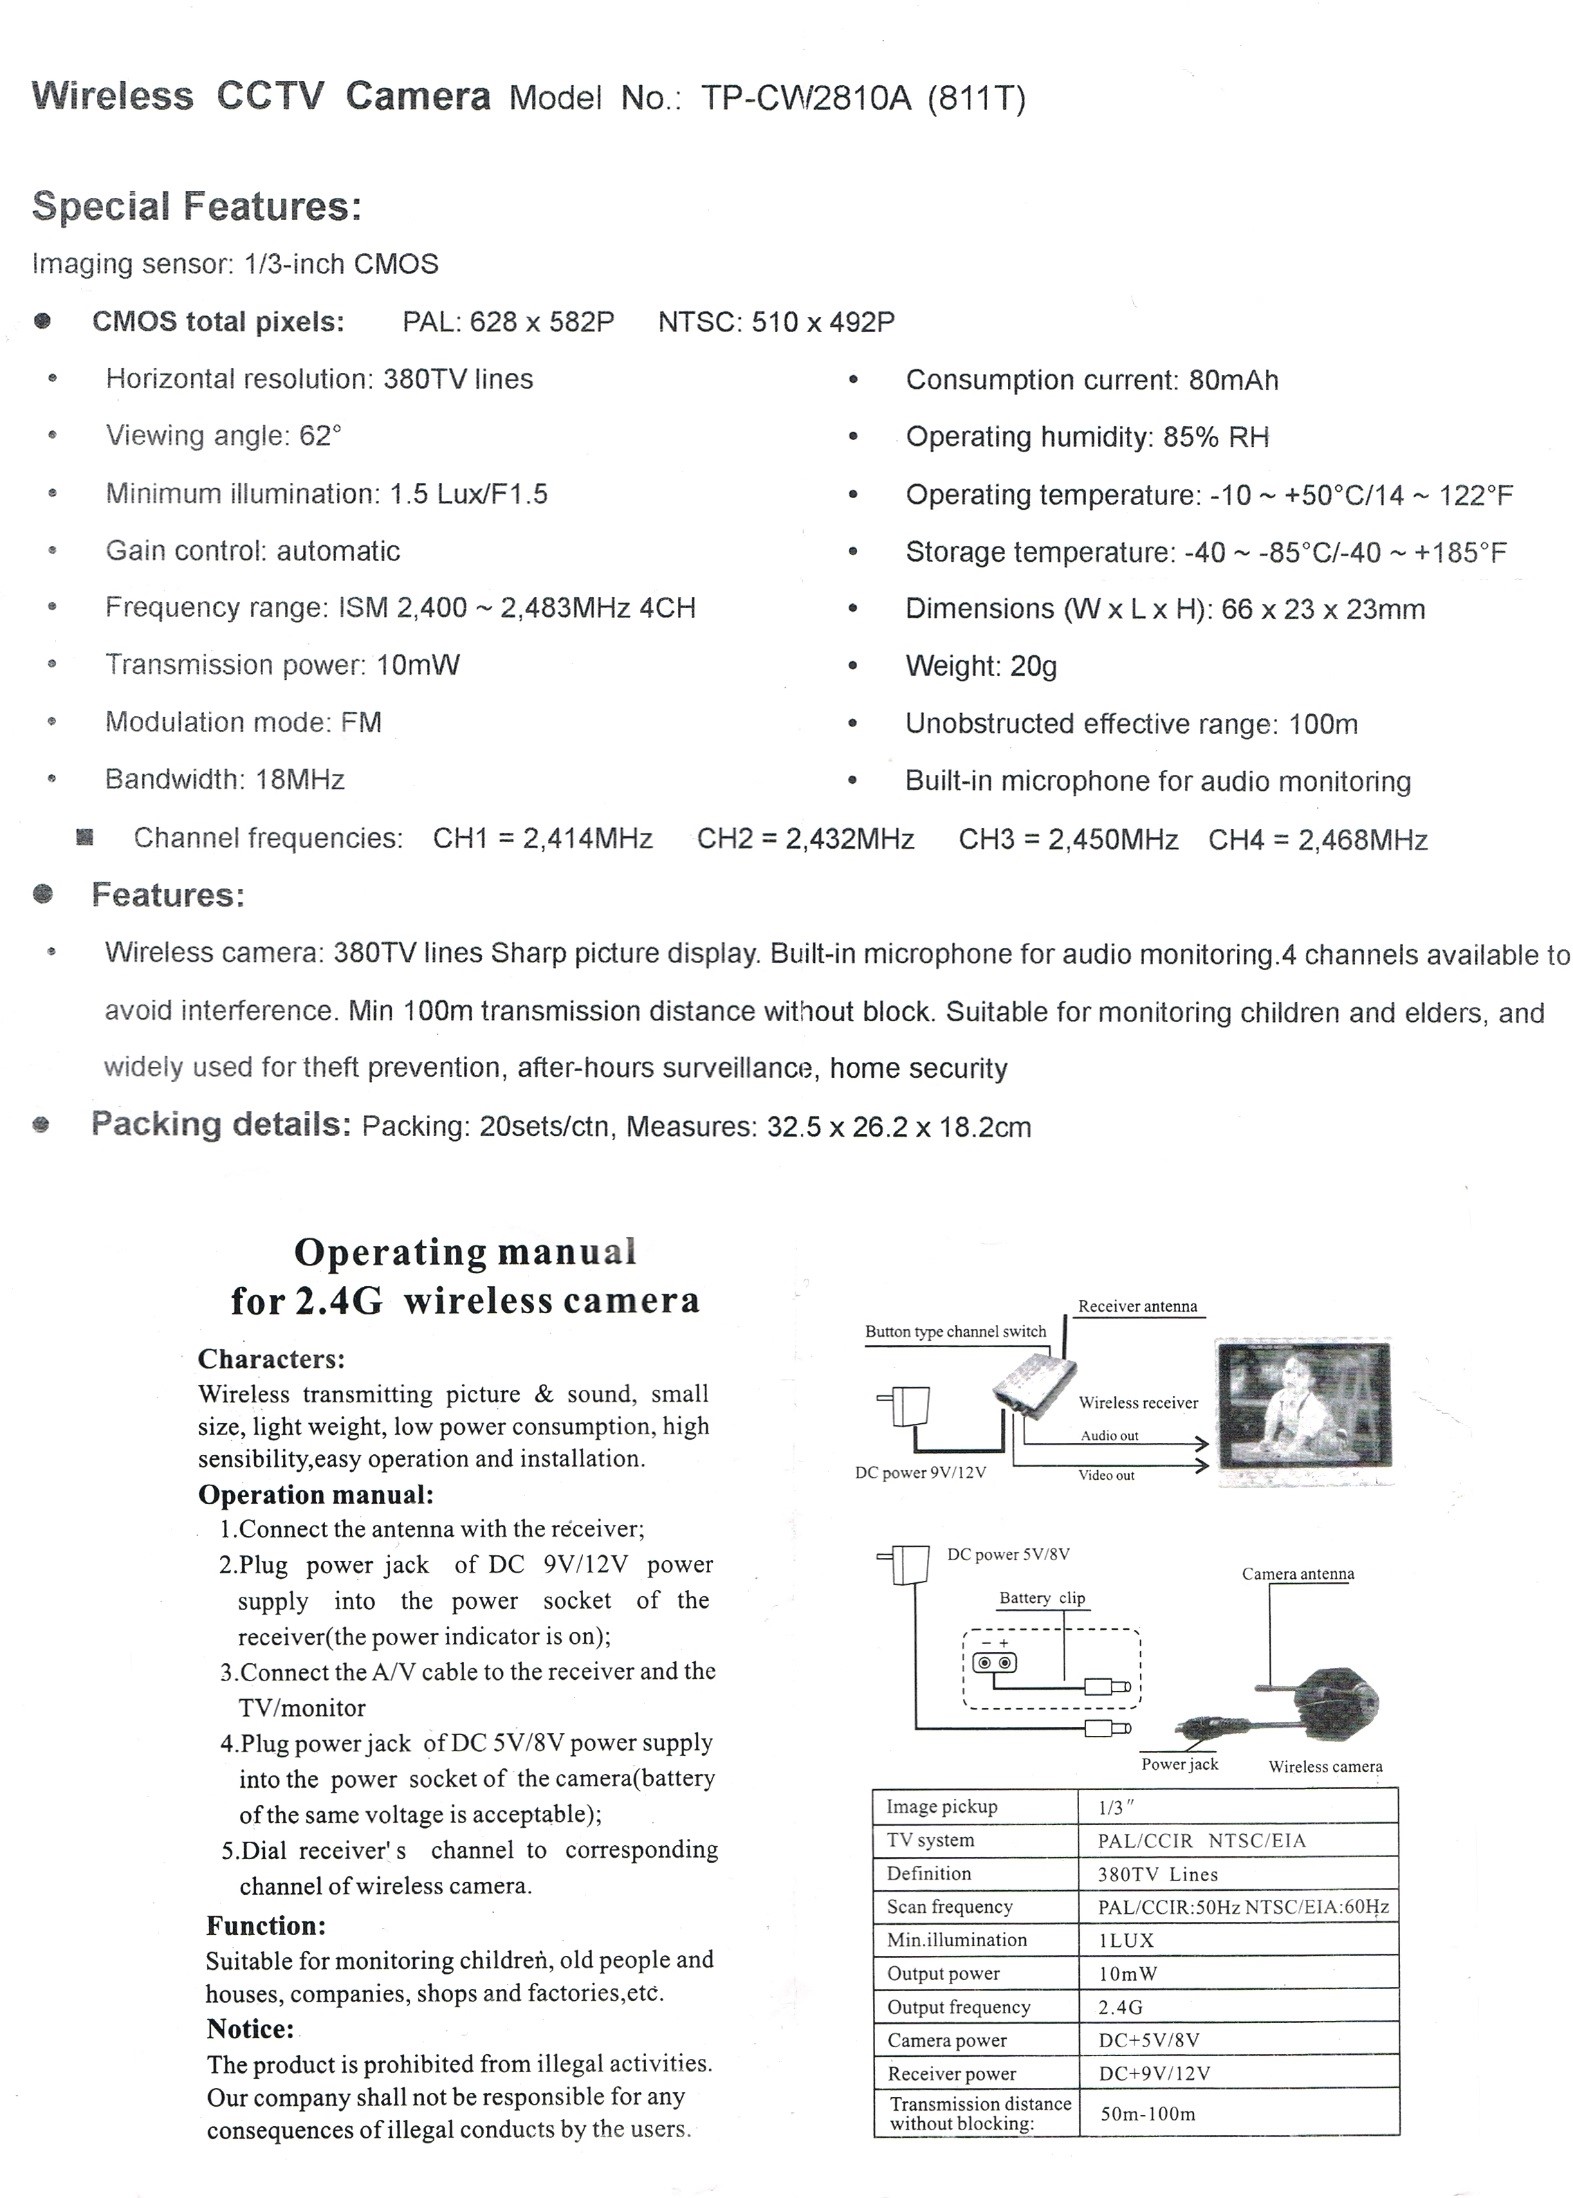 Wireless CCTV Camera Model No.: TP-CW2810A (811T)
Special Features:
Imaging sensor: 1/3-inch CMOS
● CMOS total pixels: PAL: 628 x 582P NTSC: 510 x 492P
• Horizontal resolution: 380TV lines
• Viewing angle: 62°
• Minimum illumination: 1.5 Lux/F1.5
• Gain control: automatic
• Frequency range: ISM 2,400 ~ 2,483MHz 4CH
• Transmission power: 10mW
• Modulation mode: FM
• Bandwidth: 18MHz
• Consumption current: 80mAh
• Operating humidity: 85% RH
• Operating temperature: -10 ~ +50°C/14 ~ 122°F
• Storage temperature: -40 ~ -85°C/-40 ~ +185°F
• Dimensions (W x L x H): 66 x 23 x 23mm
• Weight: 20g
• Unobstructed effective range: 100m
• Built-in microphone for audio monitoring
■ Channel frequencies: CH1 = 2,414MHz CH2 = 2,432MHz CH3 = 2,450MHz CH4 = 2,468MHz
● Features:
• Wireless camera: 380TV lines Sharp picture display. Built-in microphone for audio monitoring.4 channels available to
avoid interference. Min 100m transmission distance without block. Suitable for monitoring children and elders, and
widely used for theft prevention, after-hours surveillance, home security
● Packing details: Packing: 20sets/ctn, Measures: 32.5 x 26.2 x 18.2cm
Operating manual
for 2.4G wireless camera
Characters:
Wireless transmitting picture & sound, small
size, light weight, low power consumption, high
sensibility,easy operation and installation.
Operation manual:
1.Connect the antenna with the receiver;
2.Plug power jack of DC 9V/12V power
supply into the power socket of the
receiver(the power indicator is on);
3.Connect the A/V cable to the receiver and the
TV/monitor
4.Plug power jack of DC 5V/8V power supply
into the power socket of the camera(battery
of the same voltage is acceptable);
5.Dial receiver's channel to corresponding
channel of wireless camera.
Function:
Suitable for monitoring children, old people and
houses, companies, shops and factories,etc.
Notice:
The product is prohibited from illegal activities.
Our company shall not be responsible for any
consequences of illegal conducts by the users.
Receiver antenna
Button type channel switch
Wireless receiver
Audio out
DC power 9V/12V
Video out
DC power 5V/8V
Camera antenna
Battery clip
- +
Power jack
Wireless camera
Image pickup 1/3"
TV system PAL/CCIR NTSC/EIA
Definition 380TV Lines
Scan frequency PAL/CCIR:50Hz NTSC/EIA:60Hz
Min.illumination 1LUX
Output power 10mW
Output frequency 2.4G
Camera power DC+5V/8V
Receiver power DC+9V/12V
Transmission distance
without blocking: 50m-100m